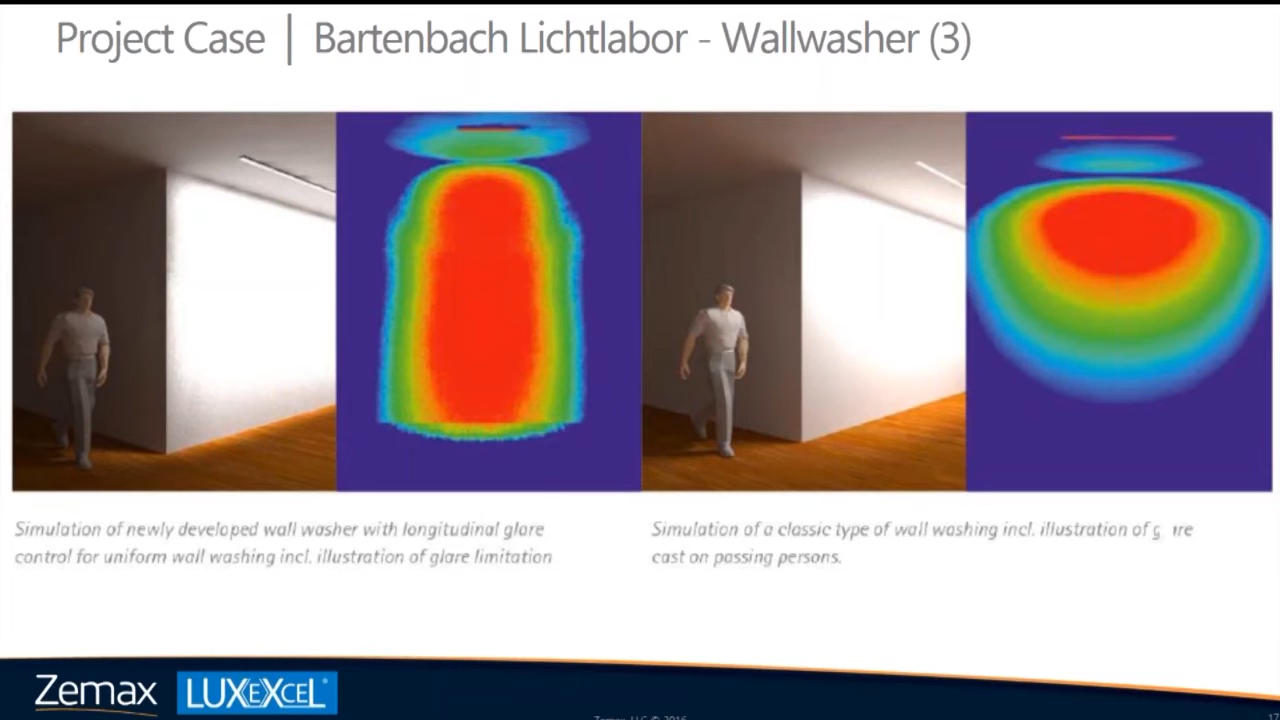 Project Case | Bartenbach Lichtlabor - Wallwasher (3)
Simulation of newly developed wall washer with longitudinal glare
control for uniform wall washing incl. illustration of glare limitation
Simulation of a classic type of wall washing incl. illustration of
cast on passing persons.
Zemax
LUXEXCEL®